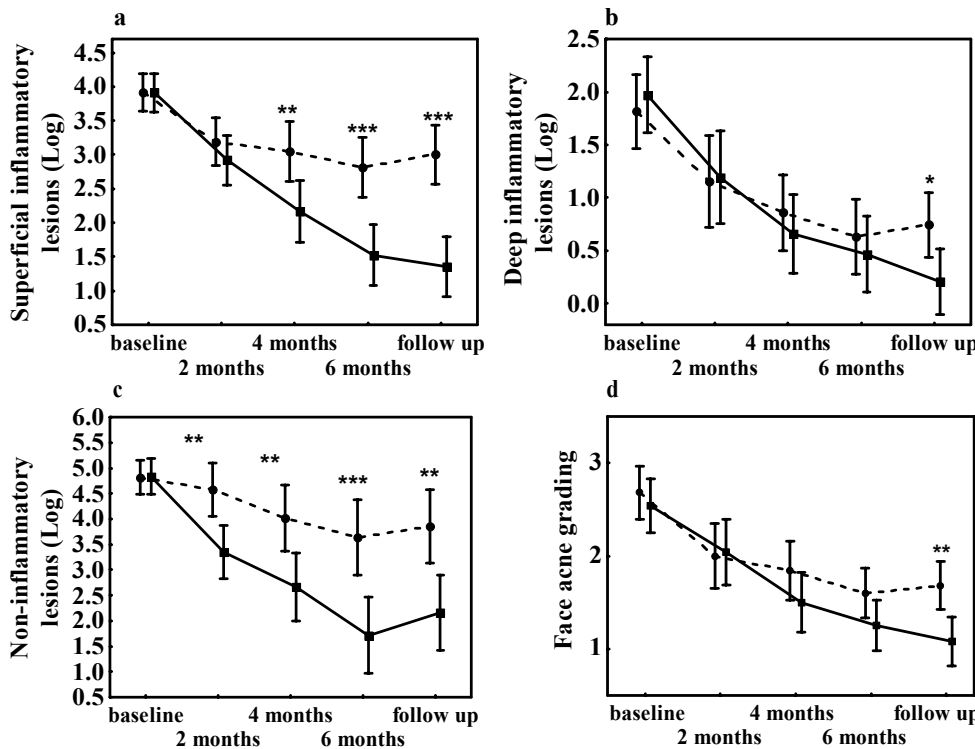 a
Superficial inflammatory
lesions (Log)
4.5
4.0
3.5
3.0
2.5
2.0
1.5
1.0
0.5
** *** ***
baseline 4 months follow up
2 months 6 months
b
Deep inflammatory
lesions (Log)
2.5
2.0
1.5
1.0
0.5
0.0
*
baseline 4 months follow up
2 months 6 months
c
Non-inflammatory
lesions (Log)
6.0
5.5
5.0
4.5
4.0
3.5
3.0
2.5
2.0
1.5
1.0
0.5
** ** *** **
baseline 4 months follow up
2 months 6 months
d
Face acne grading
3
2
1
**
baseline 4 months follow up
2 months 6 months